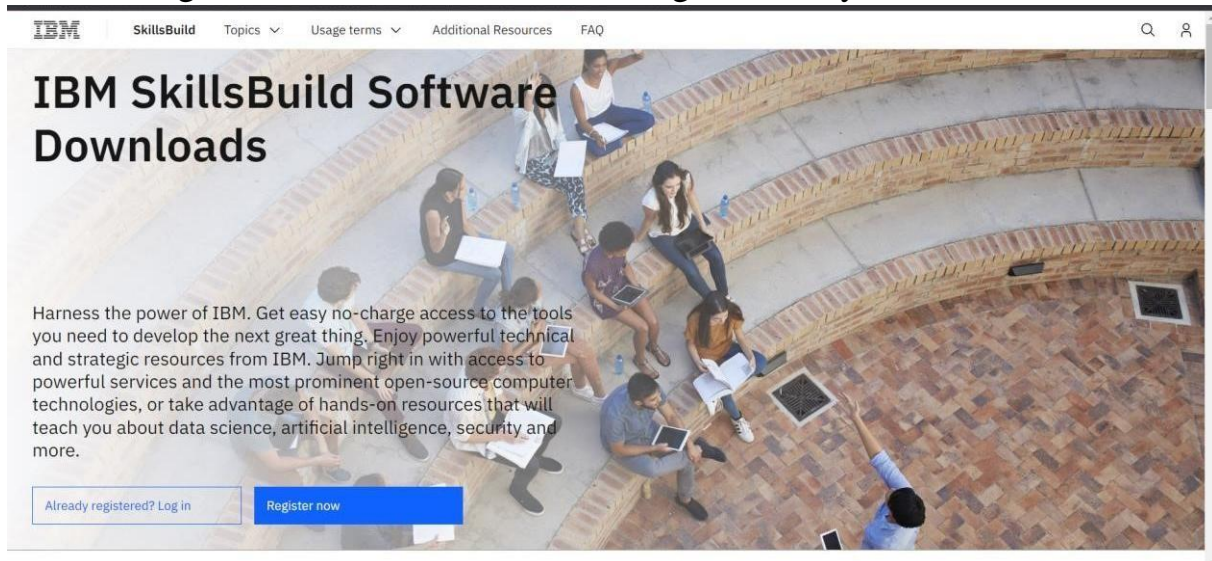 IBM
SkillsBuild Topics Usage terms Additional Resources FAQ
IBM SkillsBuild Software
Downloads
Harness the power of IBM. Get easy no-charge access to the tools
you need to develop the next great thing. Enjoy powerful technical
and strategic resources from IBM. Jump right in with access to
powerful services and the most prominent open-source computer
technologies, or take advantage of hands-on resources that will
teach you about data science, artificial intelligence, security and
more.
Already registered? Log in
Register now